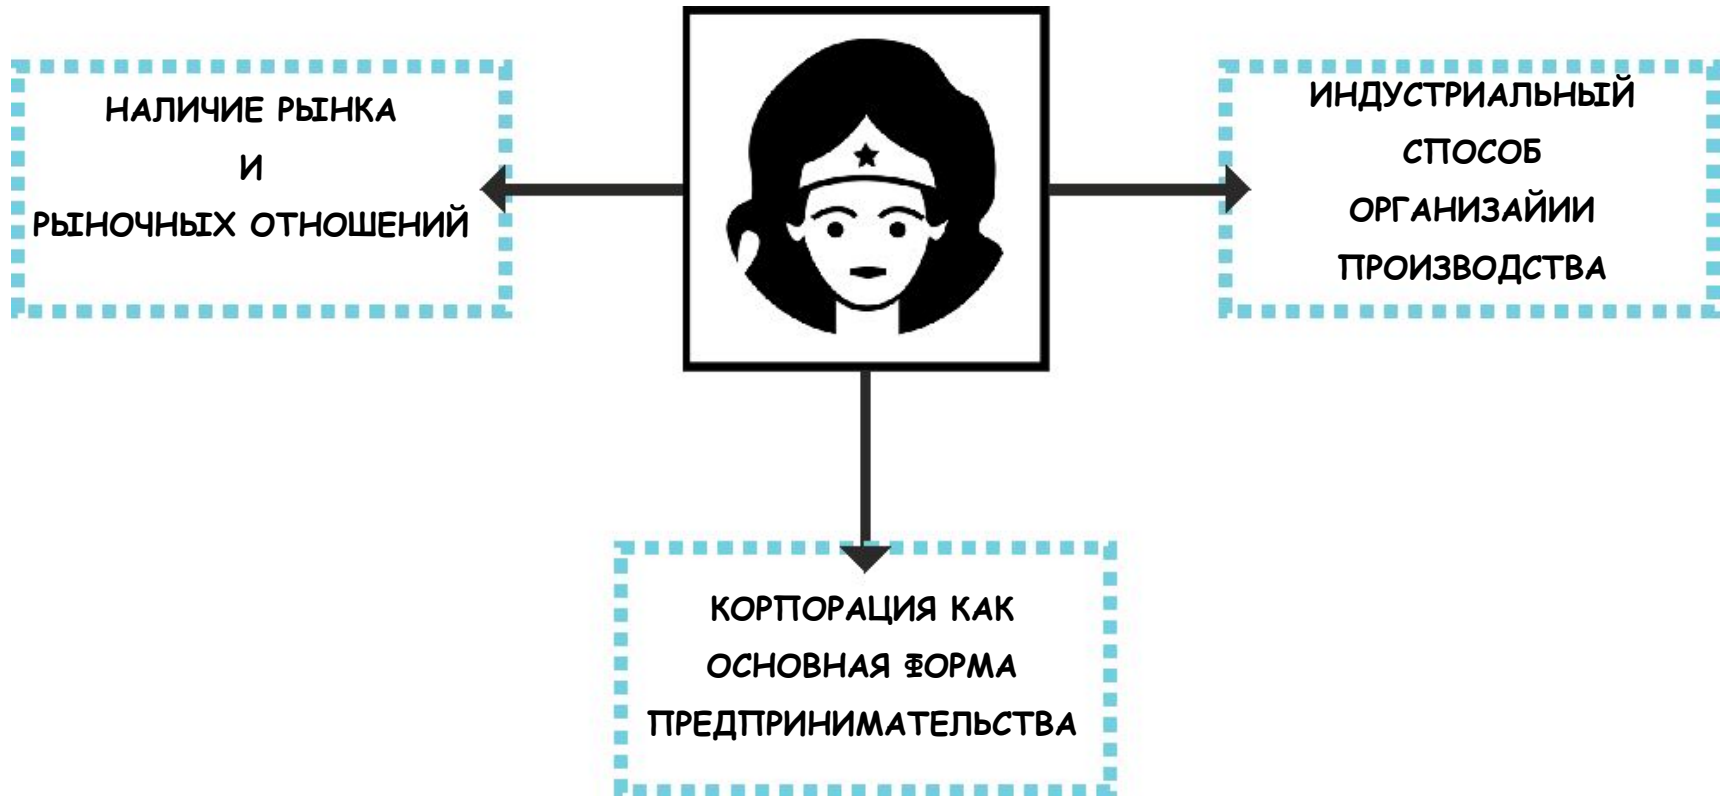 НАЛИЧИЕ РЫНКА
И
РЫНОЧНЫХ ОТНОШЕНИЙ
ИНДУСТРИАЛЬНЫЙ
СПОСОБ
ОРГАНИЗАЙИИ
ПРОИЗВОДСТВА
КОРПОРАЦИЯ КАК
ОСНОВНАЯ ФОРМА
ПРЕДПРИНИМАТЕЛЬСТВА